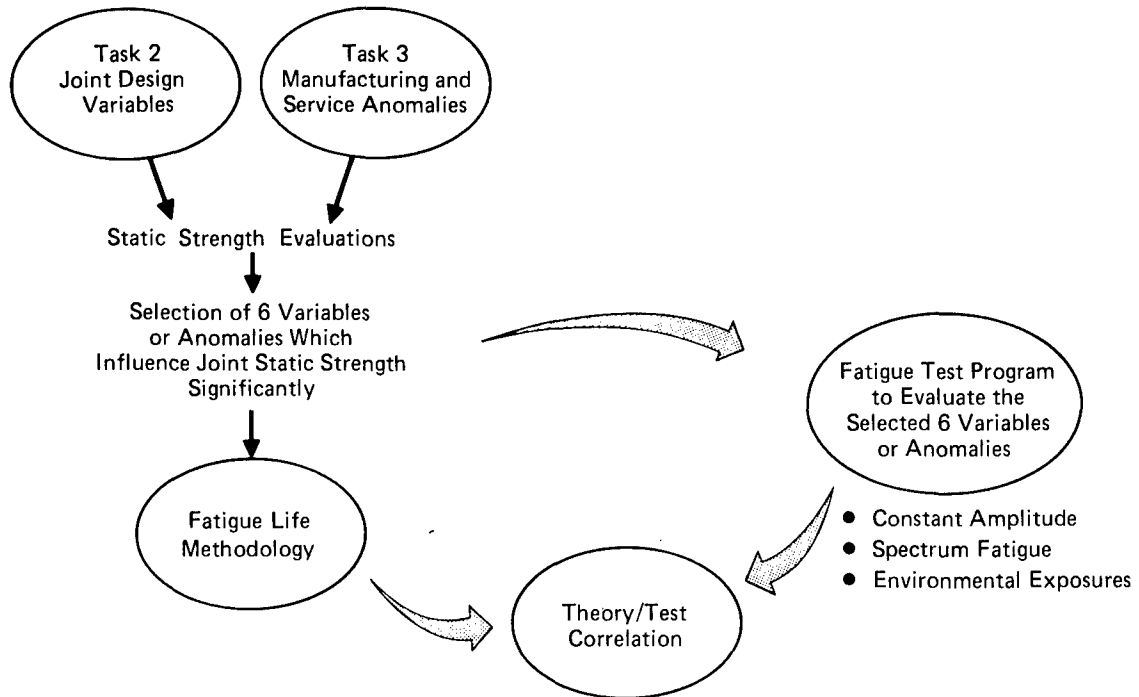 Task 2
Joint Design
Variables
Task 3
Manufacturing and
Service Anomalies
Static Strength Evaluations
Selection of 6 Variables
or Anomalies Which
Influence Joint Static Strength
Significantly
Fatigue Test Program
to Evaluate the
Selected 6 Variables
or Anomalies
Fatigue Life
Methodology
● Constant Amplitude
● Spectrum Fatigue
● Environmental Exposures
Theory/Test
Correlation